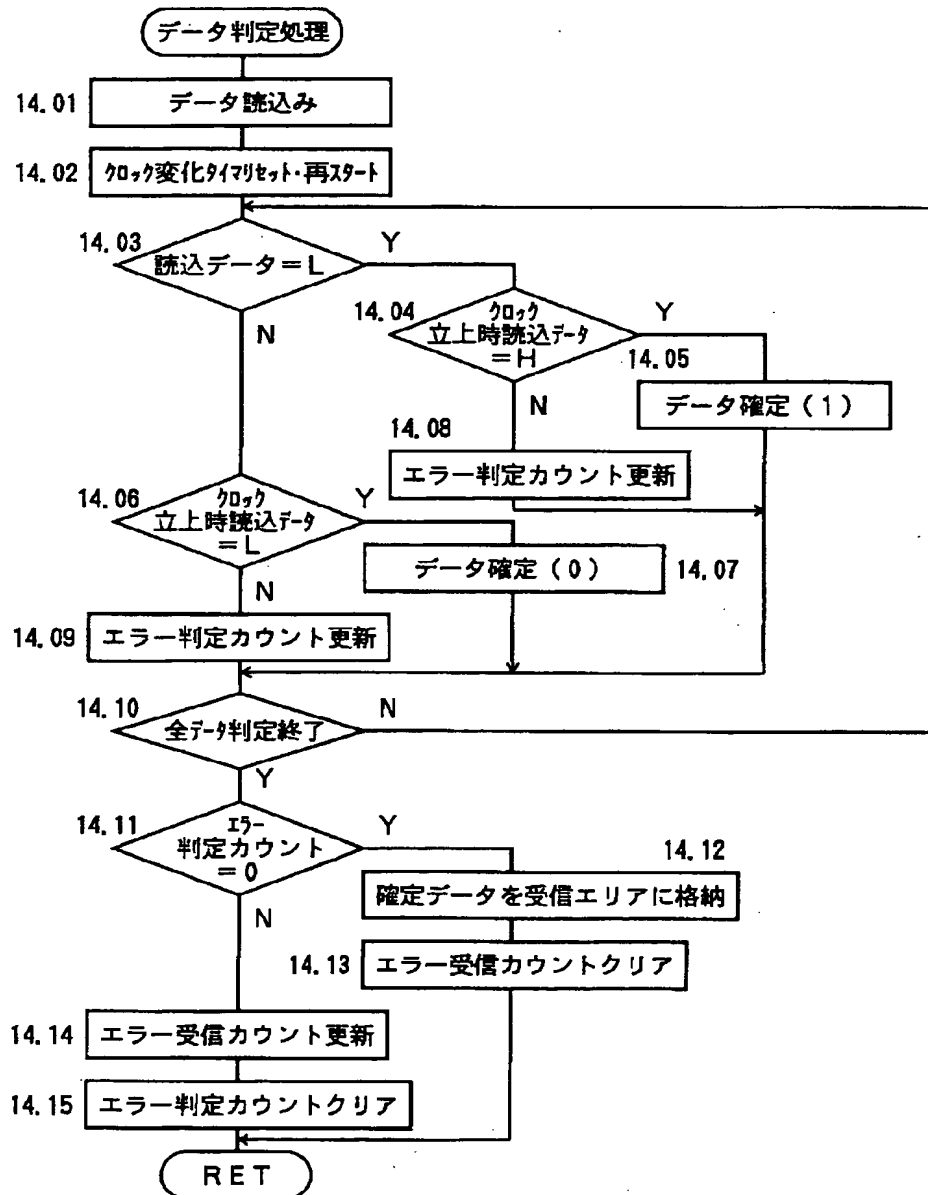 データ判定処理
14.01
データ読込み
14.02
クロック変化タイマリセット・再スタート
14.03
読込データ=L
Y
N
14.04
クロック
立上時読込データ
=H
Y
N
14.05
データ確定(1)
14.08
エラー判定カウント更新
14.06
クロック
立上時読込データ
=L
Y
N
データ確定(0)
14.07
14.09
エラー判定カウント更新
14.10
全データ判定終了
N
Y
14.11
エラー
判定カウント
=0
Y
N
14.12
確定データを受信エリアに格納
14.13
エラー受信カウントクリア
14.14
エラー受信カウント更新
14.15
エラー判定カウントクリア
RET